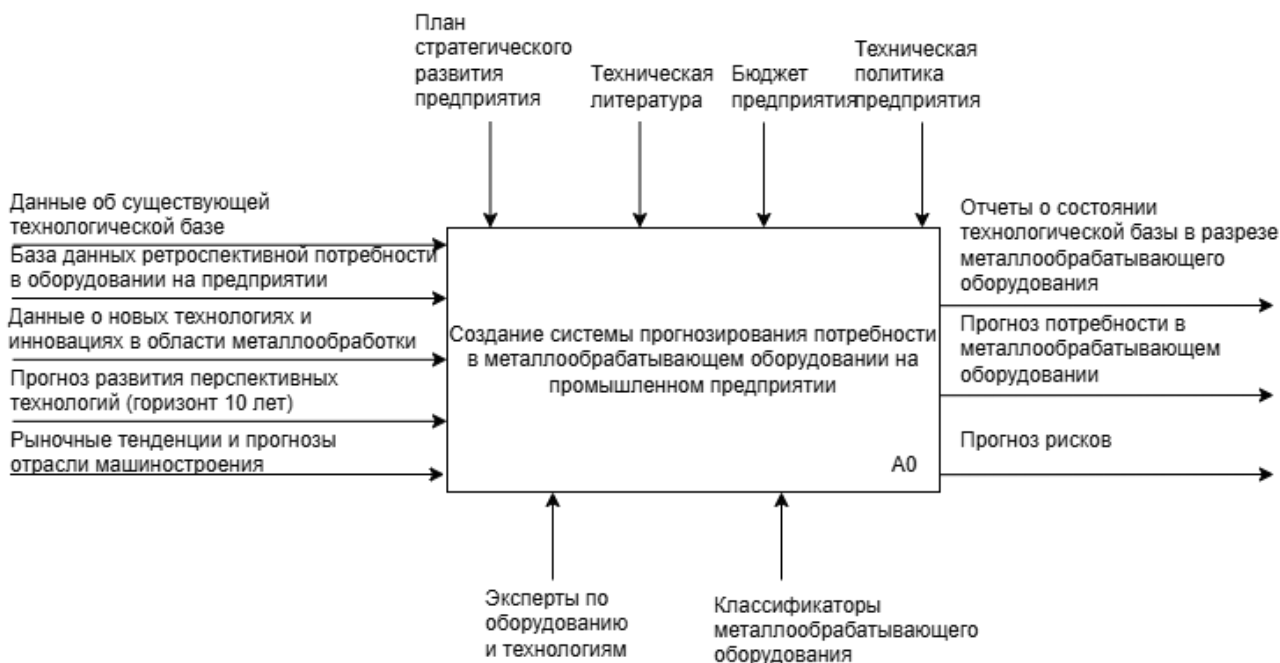 План
стратегического
развития
предприятия
Техническая
литература
Бюджет
предприятия
Техническая
политика
предприятия
Данные об существующей
технологической базе
База данных ретроспективной потребности
в оборудовании на предприятии
Данные о новых технологиях и
инновациях в области металлообработки
Прогноз развития перспективных
технологий (горизонт 10 лет)
Рыночные тенденции и прогнозы
отрасли машиностроения
Создание системы прогнозирования потребности
в металлообрабатывающем оборудовании на
промышленном предприятии
A0
Отчеты о состоянии
технологической базы в разрезе
металлообрабатывающего
оборудования
Прогноз потребности в
металлообрабатывающем
оборудовании
Прогноз рисков
Эксперты по
оборудованию
и технологиям
Классификаторы
металлообрабатывающего
оборудования